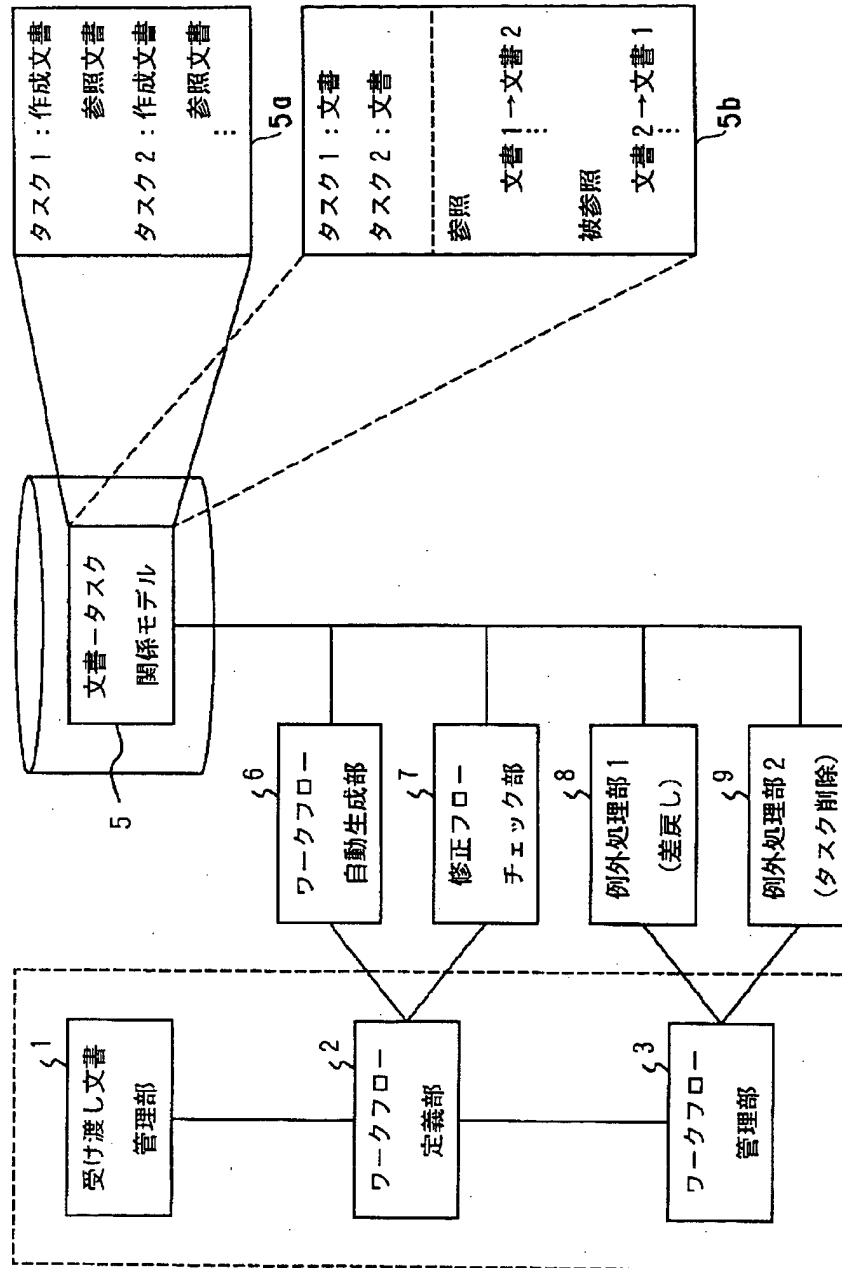 受け渡し文書
管理部
1
ワークフロー
定義部
2
ワークフロー
管理部
3
ワークフロー
自動生成部
6
修正フロー
チェック部
7
例外処理部1
(差戻し)
8
例外処理部2
(タスク削除)
9
文書ータスク
関係モデル
5
タスク1:作成文書
参照文書
タスク2:作成文書
参照文書
⋮
5a
タスク1:文書
タスク2:文書
参照
文書1→文書2
⋮
被参照
文書2→文書1
⋮
5b